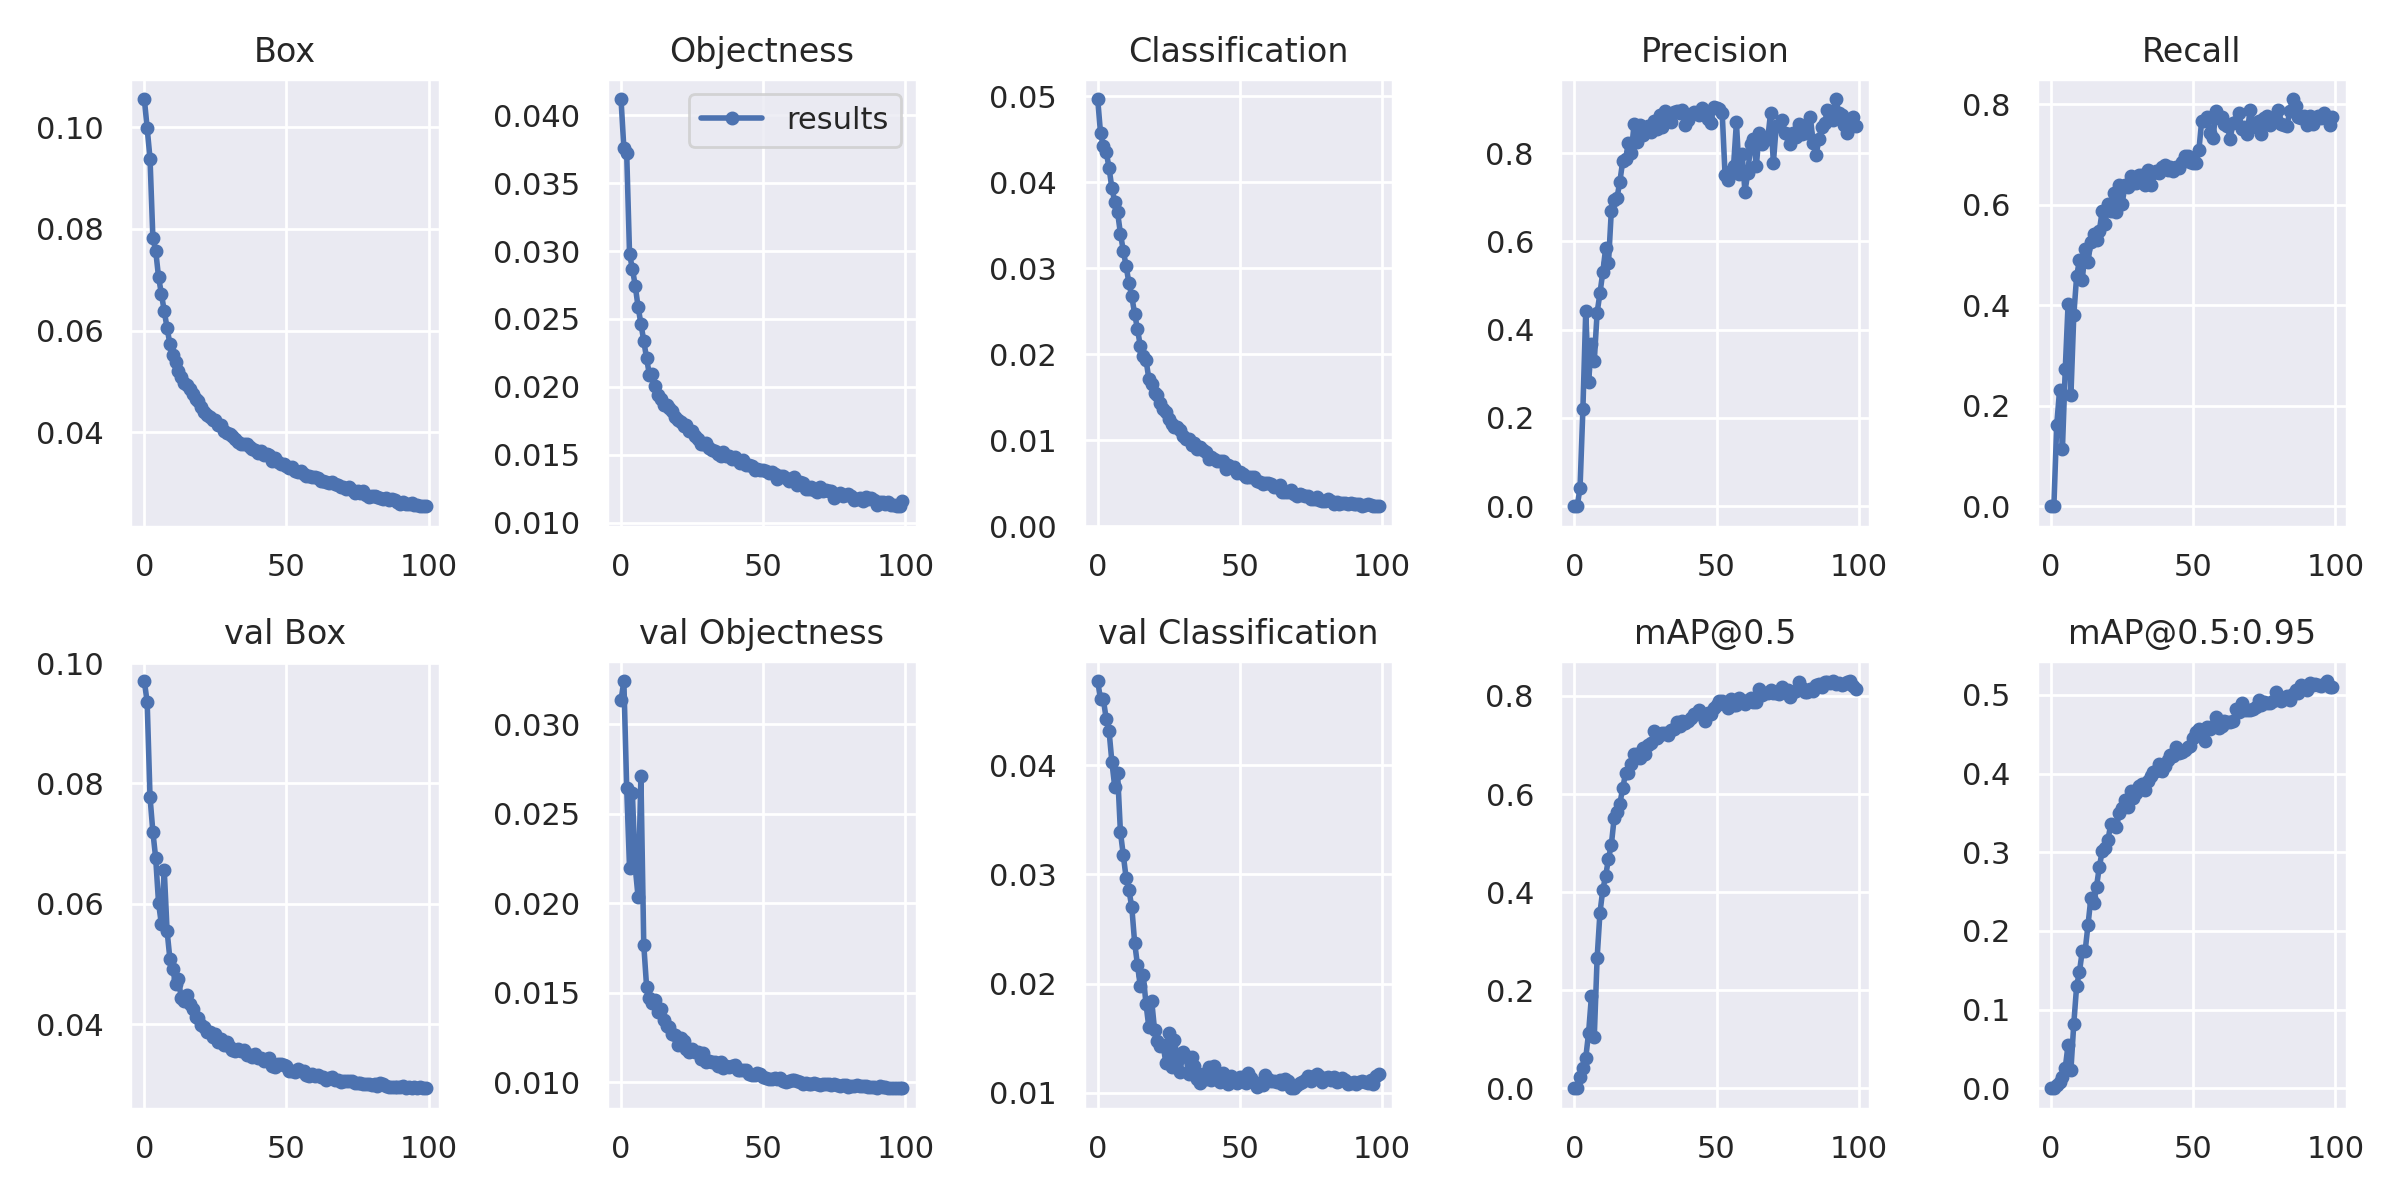 Box
0.10
0.08
0.06
0.04
0 50 100
Objectness
results
0.040
0.035
0.030
0.025
0.020
0.015
0.010
0 50 100
Classification
0.05
0.04
0.03
0.02
0.01
0.00
0 50 100
Precision
0.8
0.6
0.4
0.2
0.0
0 50 100
Recall
0.8
0.6
0.4
0.2
0.0
0 50 100
val Box
0.10
0.08
0.06
0.04
0 50 100
val Objectness
0.030
0.025
0.020
0.015
0.010
0 50 100
val Classification
0.04
0.03
0.02
0.01
0 50 100
mAP@0.5
0.8
0.6
0.4
0.2
0.0
0 50 100
mAP@0.5:0.95
0.5
0.4
0.3
0.2
0.1
0.0
0 50 100